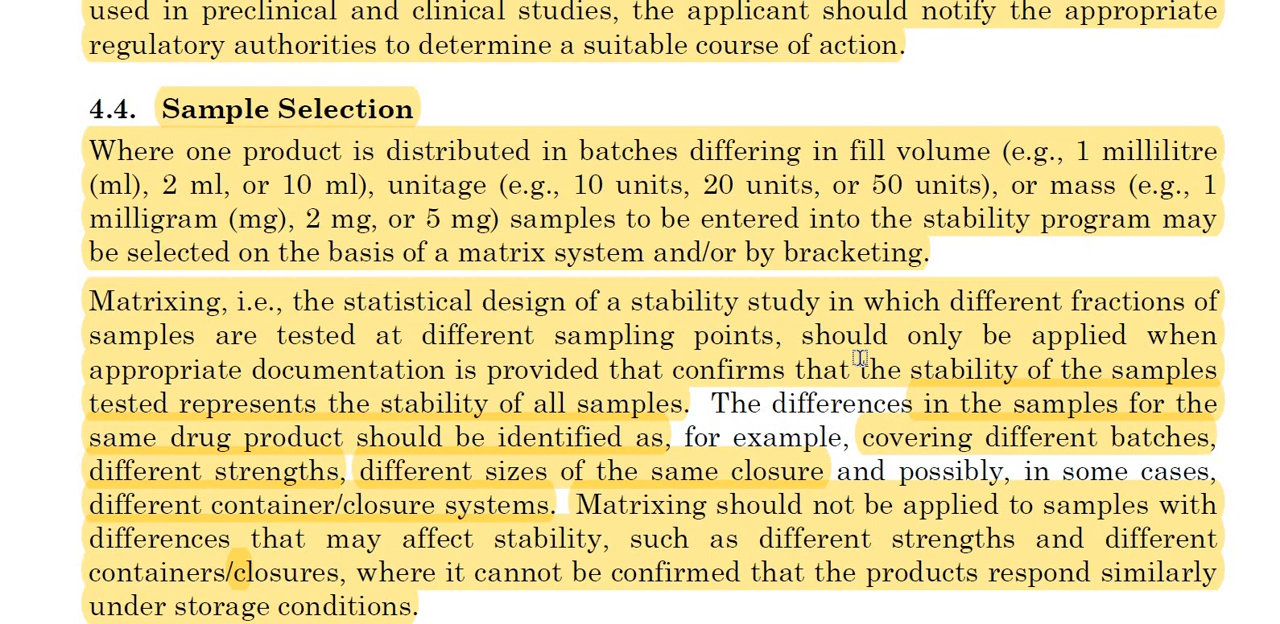 used in preclinical and clinical studies, the applicant should notify the appropriate
regulatory authorities to determine a suitable course of action.
4.4. Sample Selection
Where one product is distributed in batches differing in fill volume (e.g., 1 millilitre
(ml), 2 ml, or 10 ml), unitage (e.g., 10 units, 20 units, or 50 units), or mass (e.g., 1
milligram (mg), 2 mg, or 5 mg) samples to be entered into the stability program may
be selected on the basis of a matrix system and/or by bracketing.
Matrixing, i.e., the statistical design of a stability study in which different fractions of
samples are tested at different sampling points, should only be applied when
appropriate documentation is provided that confirms that the stability of the samples
tested represents the stability of all samples. The differences in the samples for the
same drug product should be identified as, for example, covering different batches,
different strengths, different sizes of the same closure and possibly, in some cases,
different container/closure systems. Matrixing should not be applied to samples with
differences that may affect stability, such as different strengths and different
containers/closures, where it cannot be confirmed that the products respond similarly
under storage conditions.